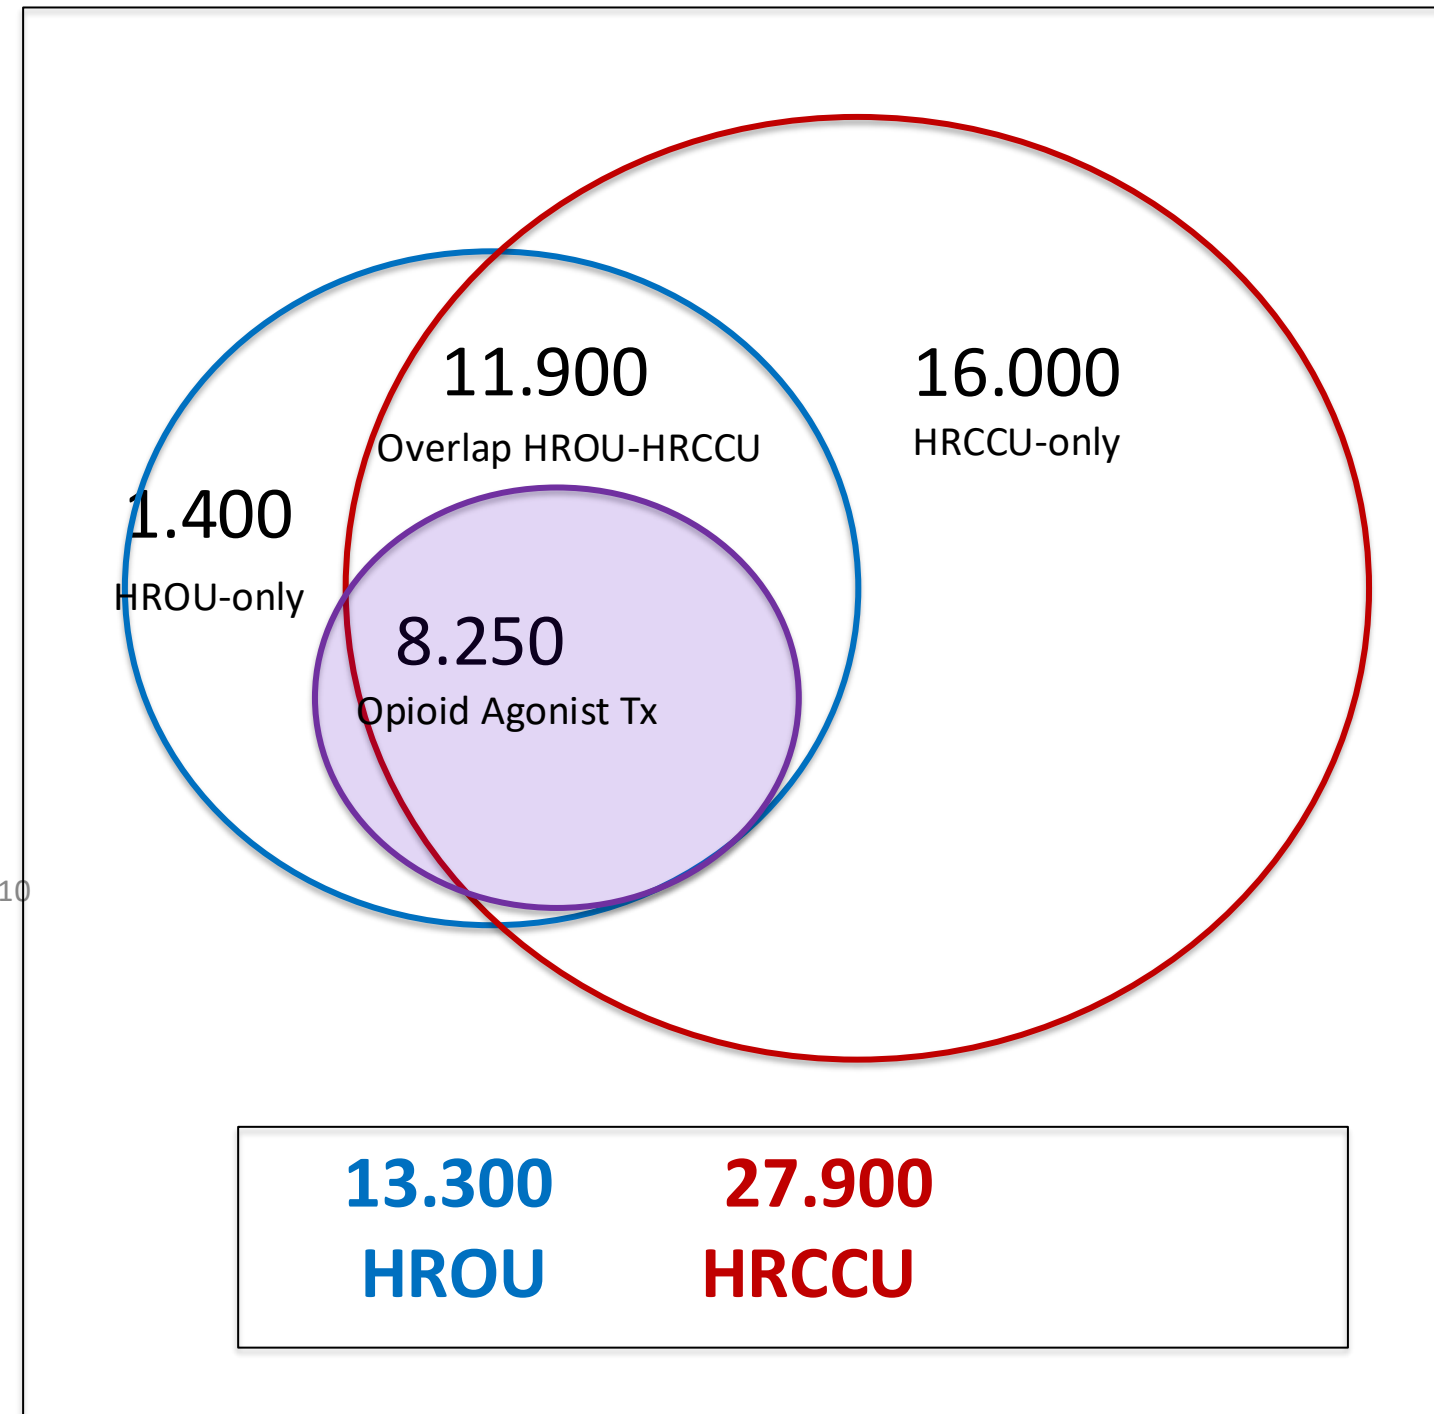 11.900
Overlap HROU-HRCCU
16.000
HRCCU-only
1.400
HROU-only
8.250
Opioid Agonist Tx
10
13.300 27.900
HROU HRCCU